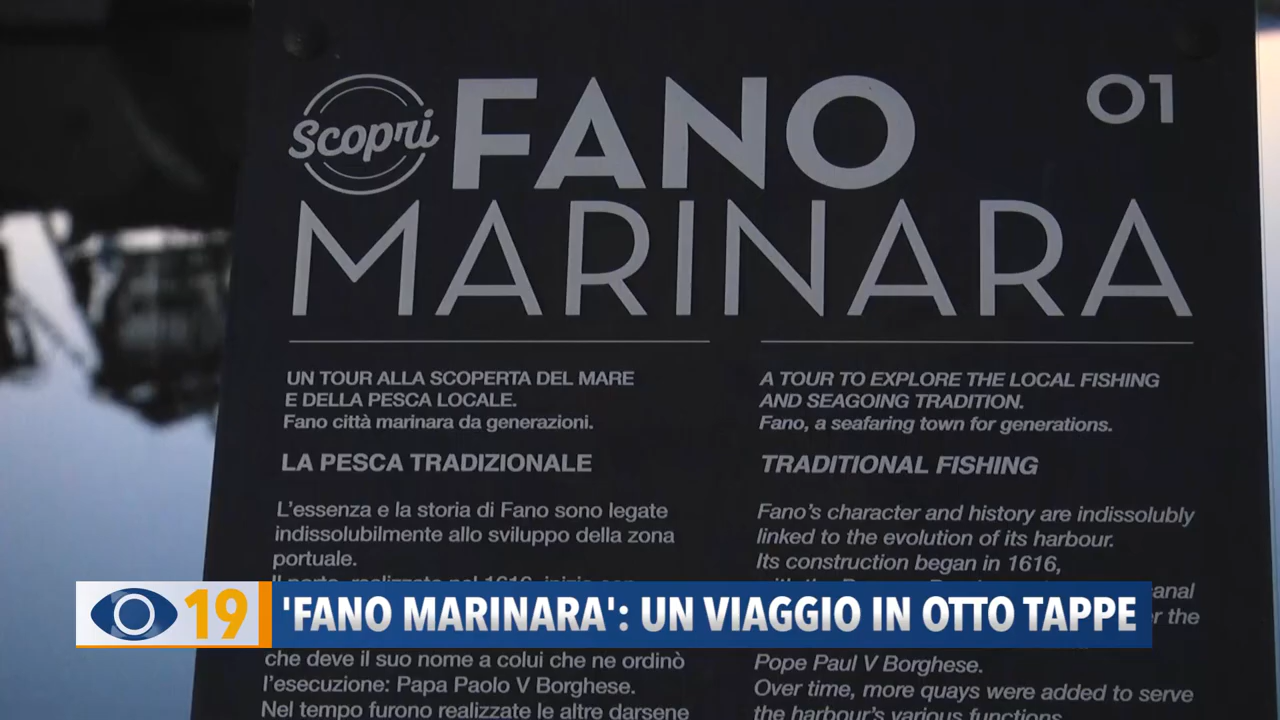 Scopri
FANO
01
MARINARA
UN TOUR ALLA SCOPERTA DEL MARE
E DELLA PESCA LOCALE.
Fano città marinara da generazioni.
LA PESCA TRADIZIONALE
L'essenza e la storia di Fano sono legate
indissolubilmente allo sviluppo della zona
portuale.
che deve il suo nome a colui che ne ordinò
l'esecuzione: Papa Paolo V Borghese.
Nel tempo furono realizzate le altre darsene
A TOUR TO EXPLORE THE LOCAL FISHING
AND SEAGOING TRADITION.
Fano, a seafaring town for generations.
TRADITIONAL FISHING
Fano's character and history are indissolubly
linked to the evolution of its harbour.
Its construction began in 1616,
the
Pope Paul V Borghese.
Over time, more quays were added to serve
the harbour's various functions
19
'FANO MARINARA': UN VIAGGIO IN OTTO TAPPE